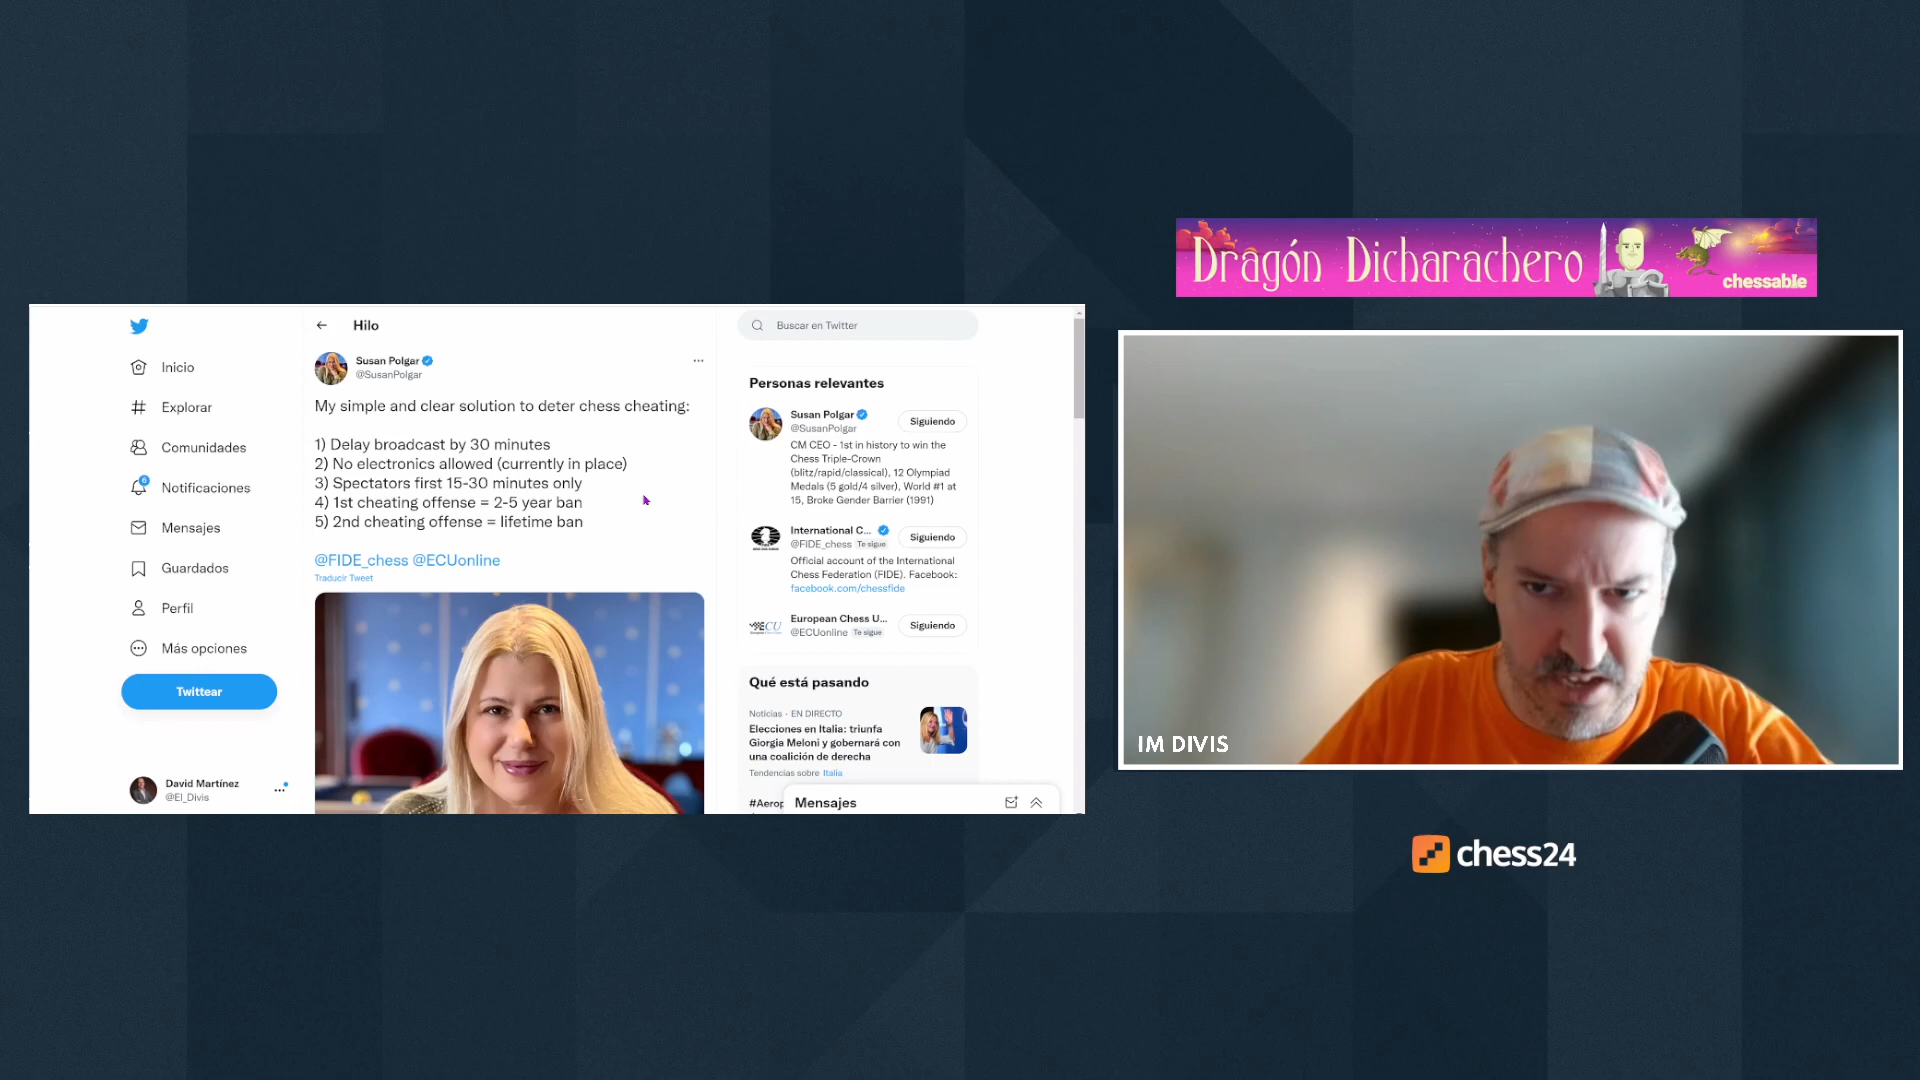 Inicio
Explorar
Comunidades
6
Notificaciones
Mensajes
Guardados
Perfil
Más opciones
Twittear
David Martínez
@El_Divis
Hilo
Susan Polgar
@SusanPolgar
My simple and clear solution to deter chess cheating:
1) Delay broadcast by 30 minutes
2) No electronics allowed (currently in place)
3) Spectators first 15-30 minutes only
4) 1st cheating offense = 2-5 year ban
5) 2nd cheating offense = lifetime ban
@FIDE_chess @ECUonline
Traducir Tweet
Buscar en Twitter
Personas relevantes
Susan Polgar
@SusanPolgar
Siguiendo
CM CEO - 1st in history to win the
Chess Triple-Crown
(blitz/rapid/classical), 12 Olympiad
Medals (5 gold/4 silver), World #1 at
15, Broke Gender Barrier (1991)
International C...
@FIDE_chess Te sigue
Siguiendo
Official account of the International
Chess Federation (FIDE). Facebook:
facebook.com/chessfide
ECU
European Chess U...
@ECUonline Te sigue
Siguiendo
Qué está pasando
Noticias · EN DIRECTO
Elecciones en Italia: triunfa
Giorgia Meloni y gobernará con
una coalición de derecha
Tendencias sobre Italia
Mensajes
Dragón Dicharachero
chessable
IM DIVIS
chess24